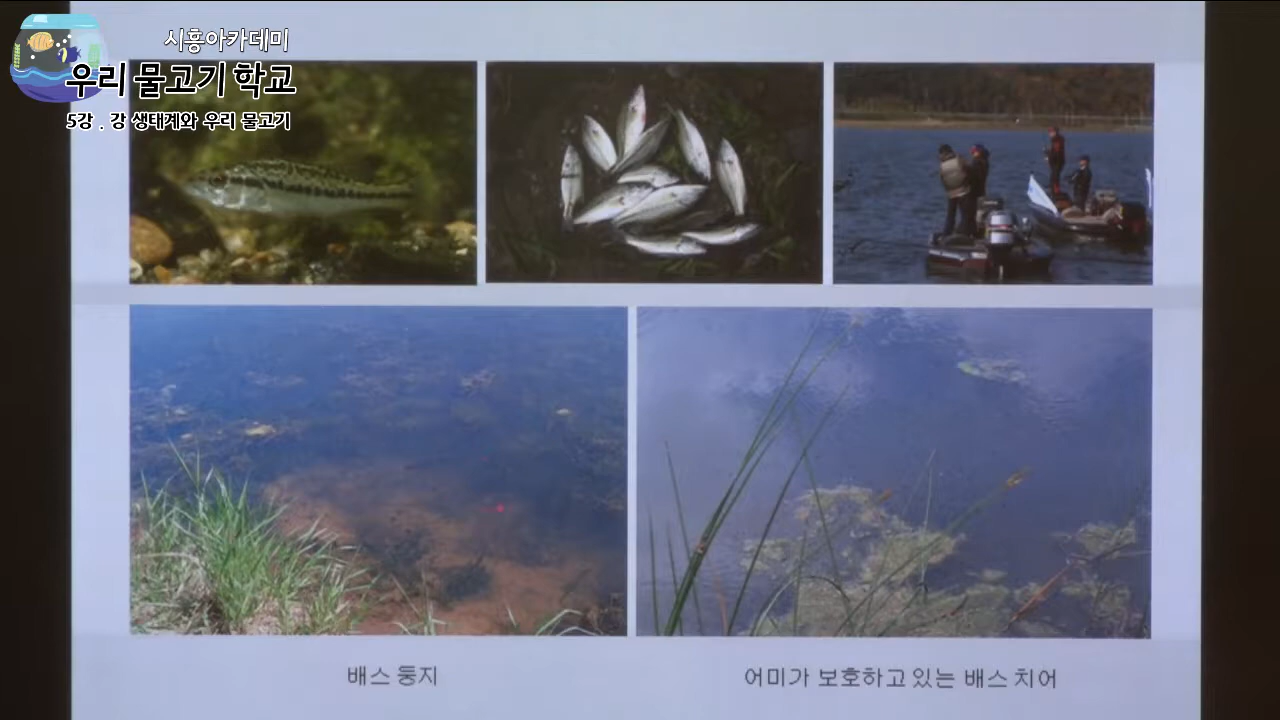 시흥아카데미
우리 물고기 학교
5강 . 강 생태계와 우리 물고기
배스 둥지
어미가 보호하고 있는 배스 치어